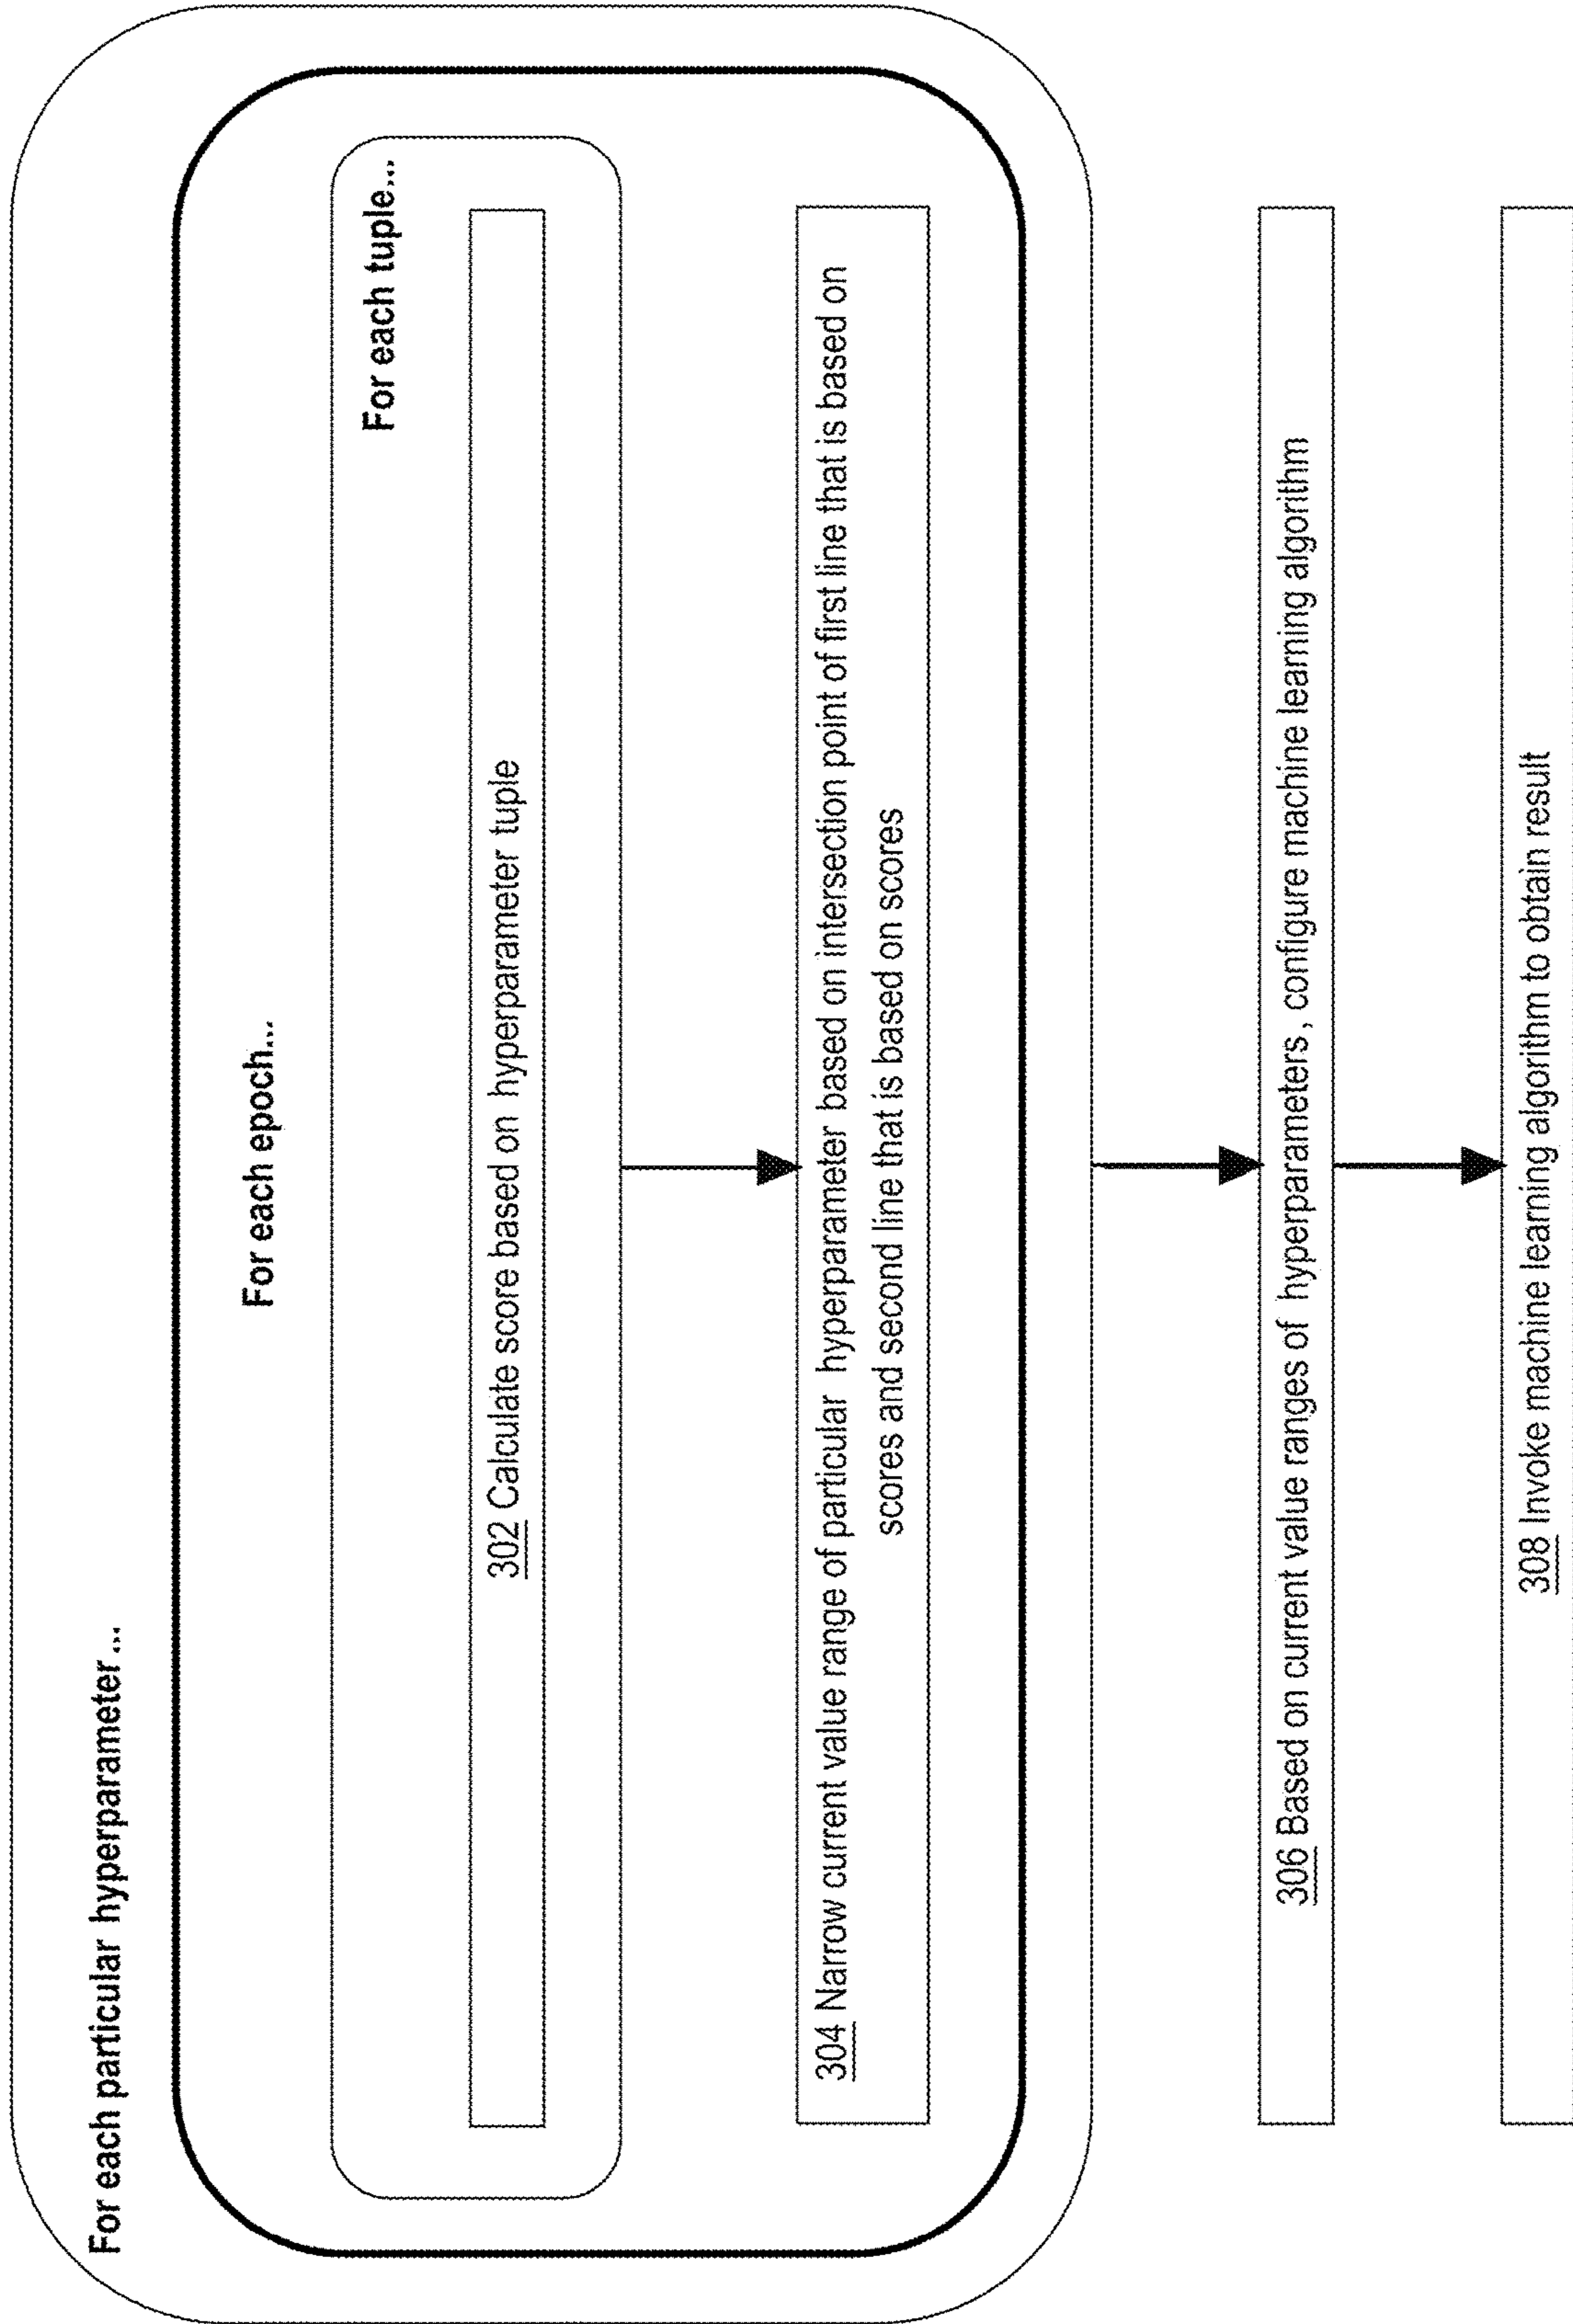 For each particular hyperparameter...
For each epoch...
For each tuple...
302 Calculate score based on hyperparameter tuple
304 Narrow current value range of particular hyperparameter based on intersection point of first line that is based on
scores and second line that is based on scores
306 Based on current value ranges of hyperparameters, configure machine learning algorithm
308 Invoke machine learning algorithm to obtain result